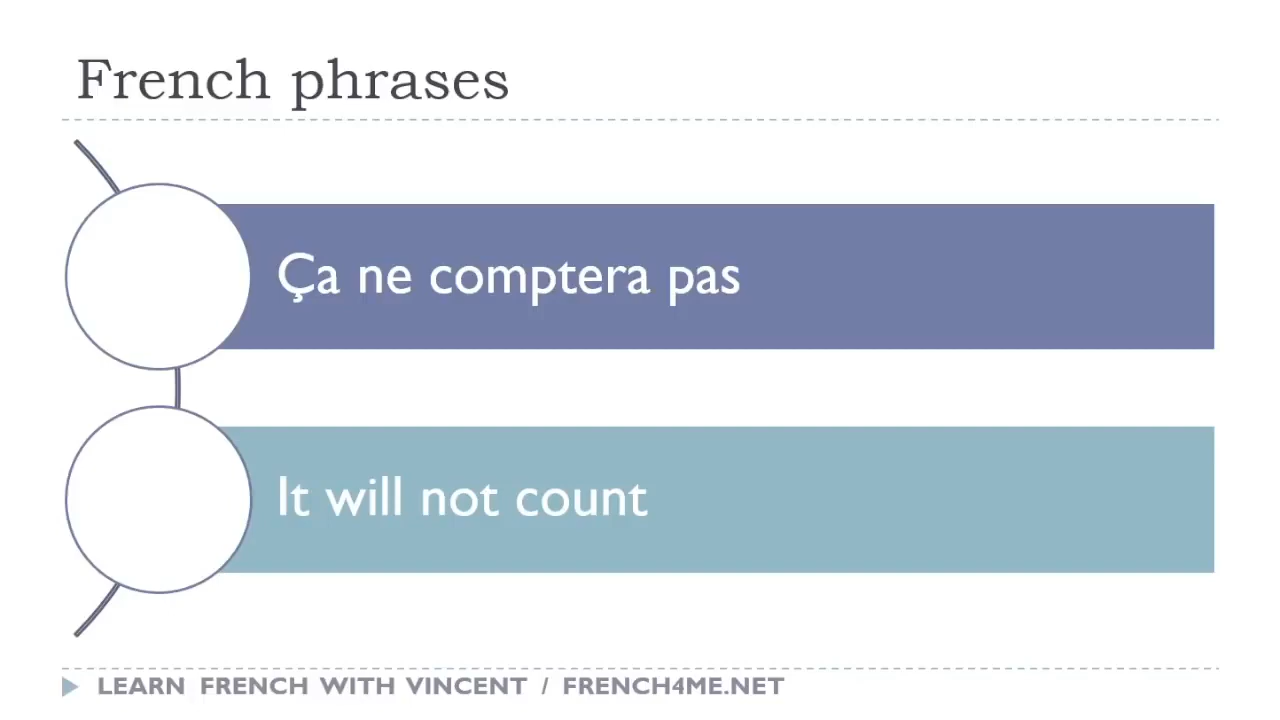 French phrases
Ça ne comptera pas
It will not count
LEARN FRENCH WITH VINCENT / FRENCH4ME.NET